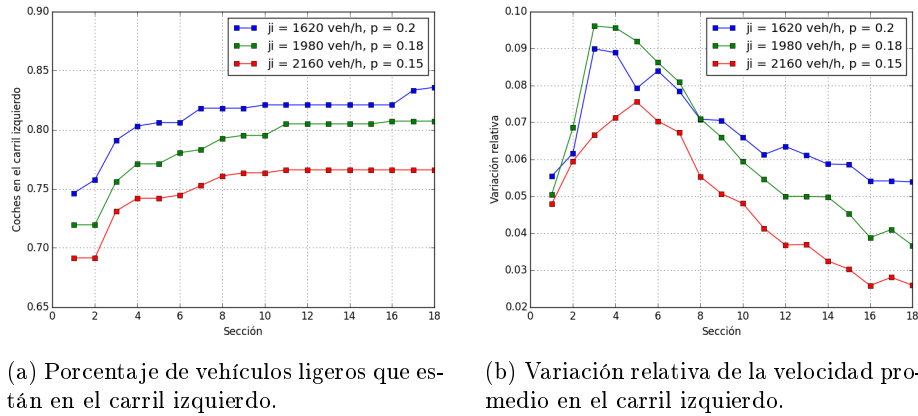 0.90
0.85
0.80
0.75
0.70
0.65
Coches en el carril izquierdo
0 2 4 6 8 10 12 14 16 18
Sección
ji = 1620 veh/h, p = 0.2
ji = 1980 veh/h, p = 0.18
ji = 2160 veh/h, p = 0.15
(a) Porcentaje de vehículos ligeros que es-
tán en el carril izquierdo.
0.10
0.09
0.08
0.07
0.06
0.05
0.04
0.03
0.02
Variación relativa
0 2 4 6 8 10 12 14 16 18
Sección
ji = 1620 veh/h, p = 0.2
ji = 1980 veh/h, p = 0.18
ji = 2160 veh/h, p = 0.15
(b) Variación relativa de la velocidad pro-
medio en el carril izquierdo.